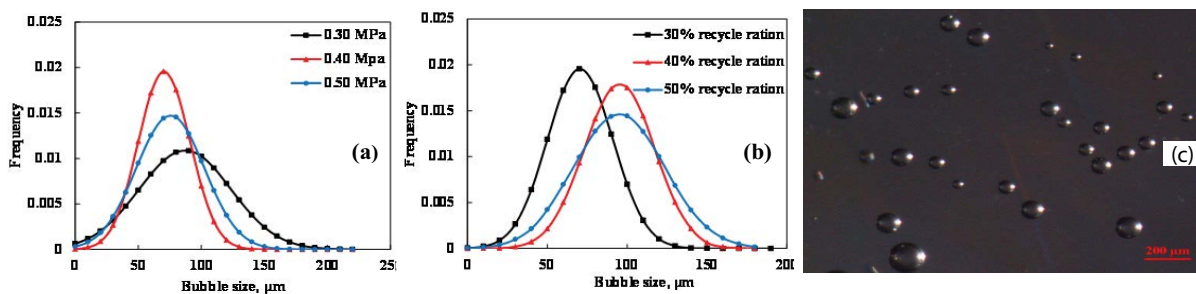 (a)
0.025
0.02
0.015
0.01
0.005
0
Frequency
0 50 100 150 200 250
Bubble size, µm
0.30 MPa
0.40 Mpa
0.50 MPa
(b)
0.025
0.02
0.015
0.01
0.005
0
Frequency
0 50 100 150 200
Bubble size, µm
30% recycle ration
40% recycle ration
50% recycle ration
(c)
200 µm